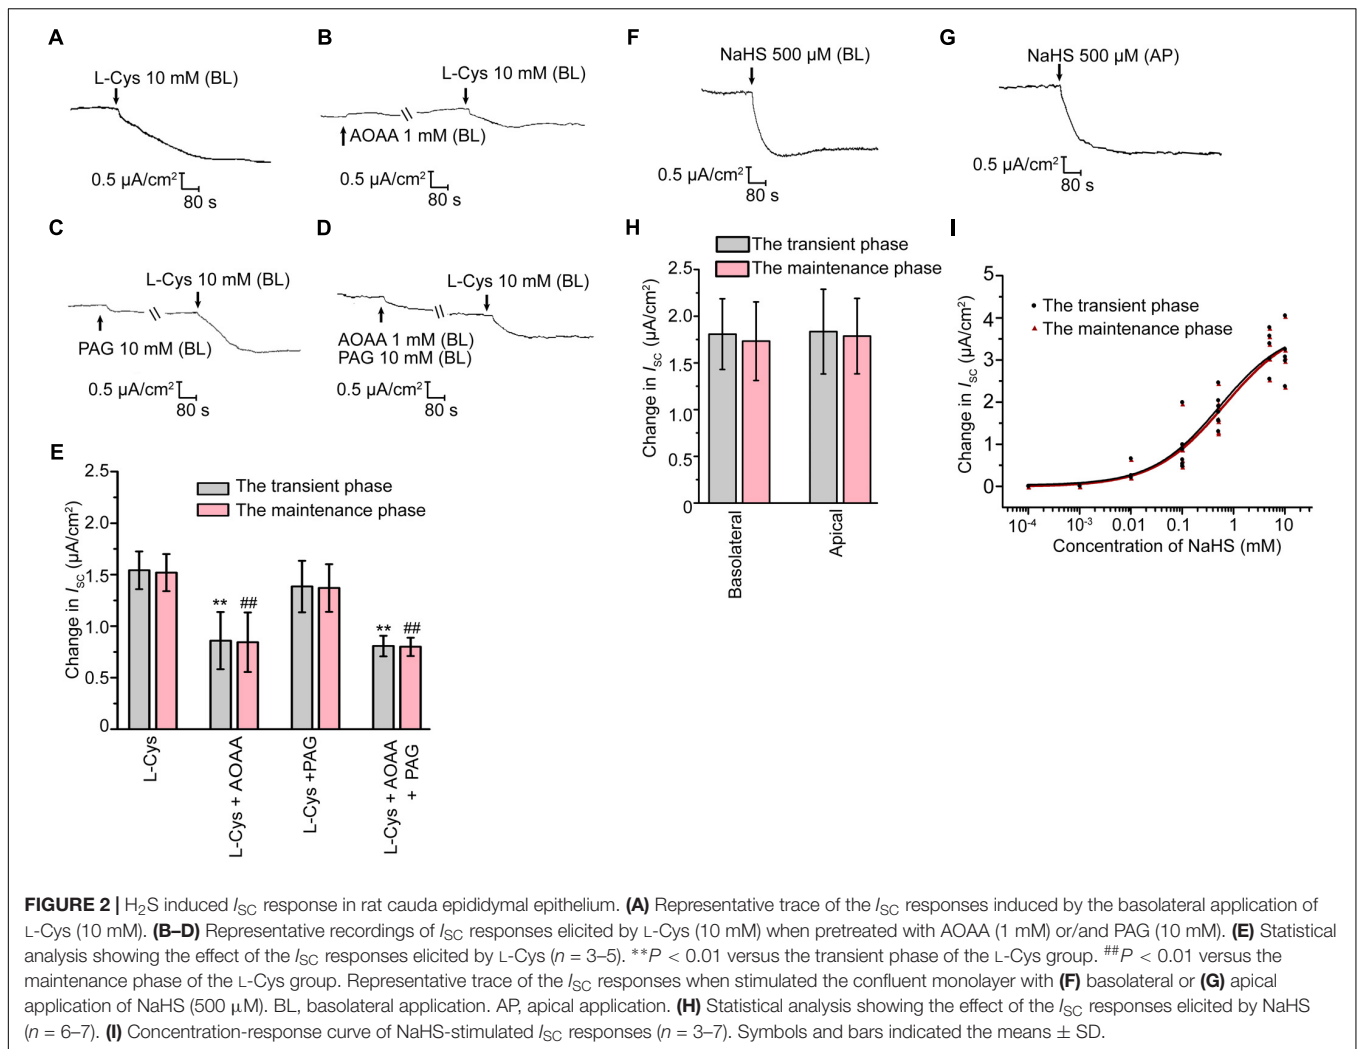 A
L-Cys 10 mM (BL)
0.5 µA/cm²
80 s
B
L-Cys 10 mM (BL)
AOAA 1 mM (BL)
0.5 µA/cm²
80 s
F
NaHS 500 µM (BL)
0.5 µA/cm²
80 s
G
NaHS 500 µM (AP)
0.5 µA/cm²
80 s
C
L-Cys 10 mM (BL)
PAG 10 mM (BL)
0.5 µA/cm²
80 s
D
L-Cys 10 mM (BL)
AOAA 1 mM (BL)
PAG 10 mM (BL)
0.5 µA/cm²
80 s
H
The transient phase
The maintenance phase
Change in ISC (µA/cm²)
2.5
2.0
1.5
1.0
0.5
0
Basolateral
Apical
I
The transient phase
The maintenance phase
Change in ISC (µA/cm²)
5
4
3
2
1
0
10⁻⁴
10⁻³
0.01
0.1
1
10
Concentration of NaHS (mM)
E
The transient phase
The maintenance phase
Change in ISC (µA/cm²)
2.5
2.0
1.5
1.0
0.5
0
** ##
** ##
L-Cys
L-Cys + AOAA
L-Cys +PAG
L-Cys + AOAA
+ PAG
FIGURE 2 | H₂S induced ISC response in rat cauda epididymal epithelium. (A) Representative trace of the ISC responses induced by the basolateral application of
L-Cys (10 mM). (B–D) Representative recordings of ISC responses elicited by L-Cys (10 mM) when pretreated with AOAA (1 mM) or/and PAG (10 mM). (E) Statistical
analysis showing the effect of the ISC responses elicited by L-Cys (n = 3–5). **P < 0.01 versus the transient phase of the L-Cys group. ##P < 0.01 versus the
maintenance phase of the L-Cys group. Representative trace of the ISC responses when stimulated the confluent monolayer with (F) basolateral or (G) apical
application of NaHS (500 µM). BL, basolateral application. AP, apical application. (H) Statistical analysis showing the effect of the ISC responses elicited by NaHS
(n = 6–7). (I) Concentration-response curve of NaHS-stimulated ISC responses (n = 3–7). Symbols and bars indicated the means ± SD.